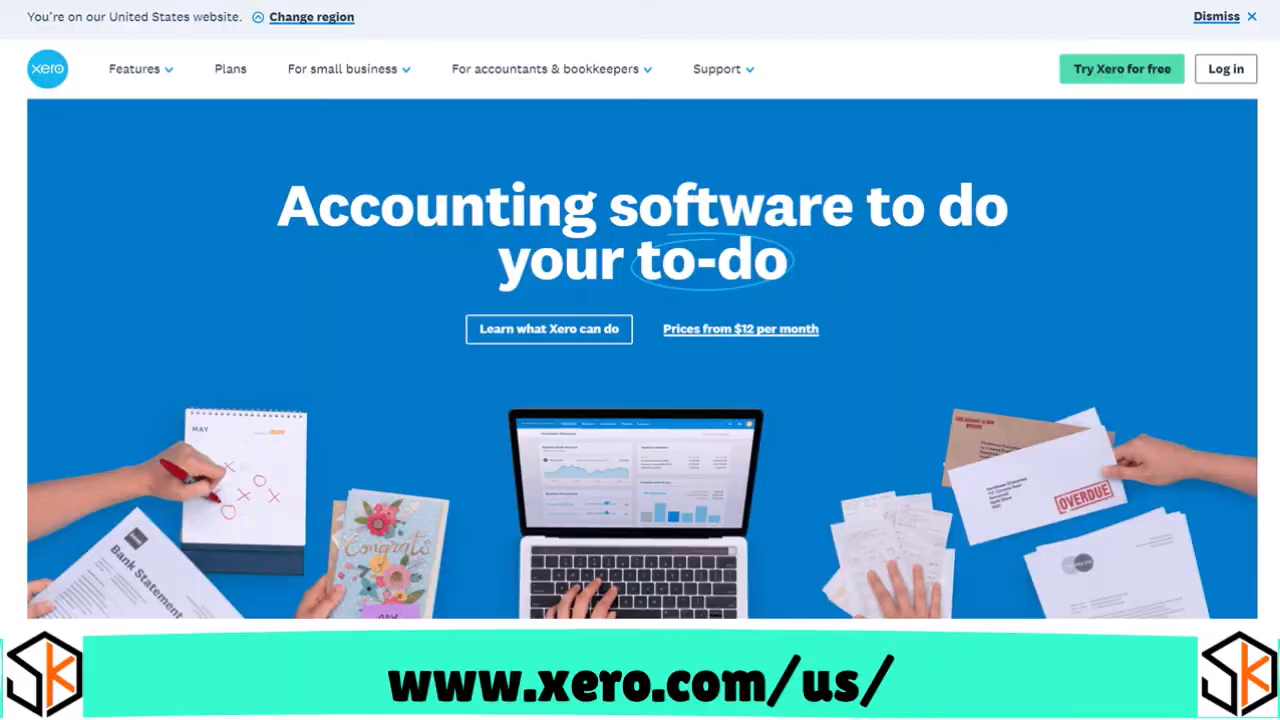 You're on our United States website. Change region
Dismiss
xero
Features
Plans
For small business
For accountants & bookkeepers
Support
Try Xero for free
Log in
Accounting software to do
your to-do
Learn what Xero can do
Prices from $12 per month
MAY
Bank Statement
Congrats
OVERDUE
www.xero.com/us/
Sk
Sk